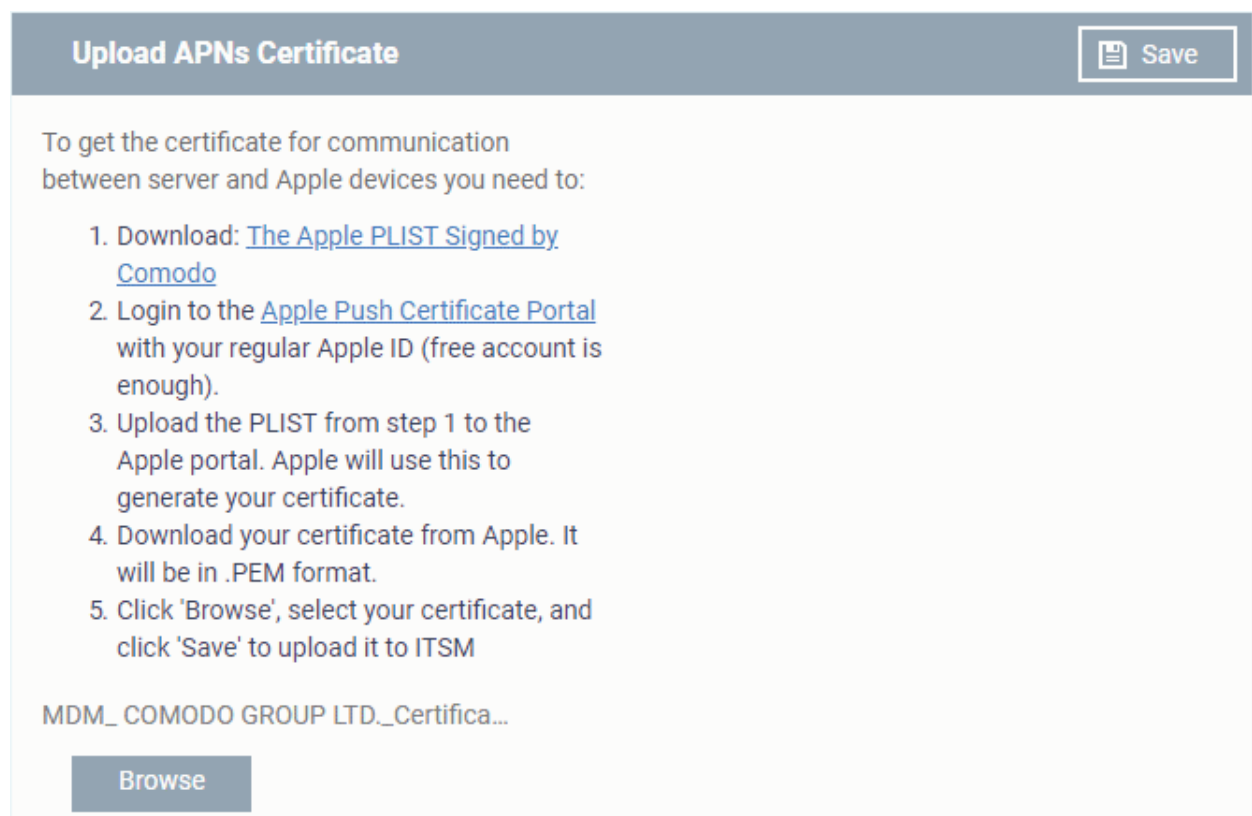 Upload APNs Certificate
Save
To get the certificate for communication
between server and Apple devices you need to:
1. Download: The Apple PLIST Signed by
Comodo
2. Login to the Apple Push Certificate Portal
with your regular Apple ID (free account is
enough).
3. Upload the PLIST from step 1 to the
Apple portal. Apple will use this to
generate your certificate.
4. Download your certificate from Apple. It
will be in .PEM format.
5. Click 'Browse', select your certificate, and
click 'Save' to upload it to ITSM
MDM_ COMODO GROUP LTD._Certifica...
Browse